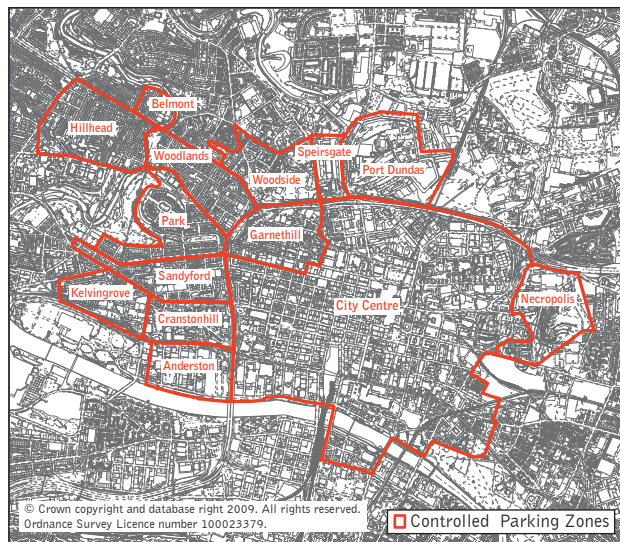 Belmont
Hillhead
Woodlands
Speirsgate
Woodside
Port Dundas
Park
Garnethill
Sandyford
Kelvingrove
Necropolis
City Centre
Cranstonhill
Anderston
© Crown copyright and database right 2009. All rights reserved.
Ordnance Survey Licence number 100023379.
Controlled Parking Zones